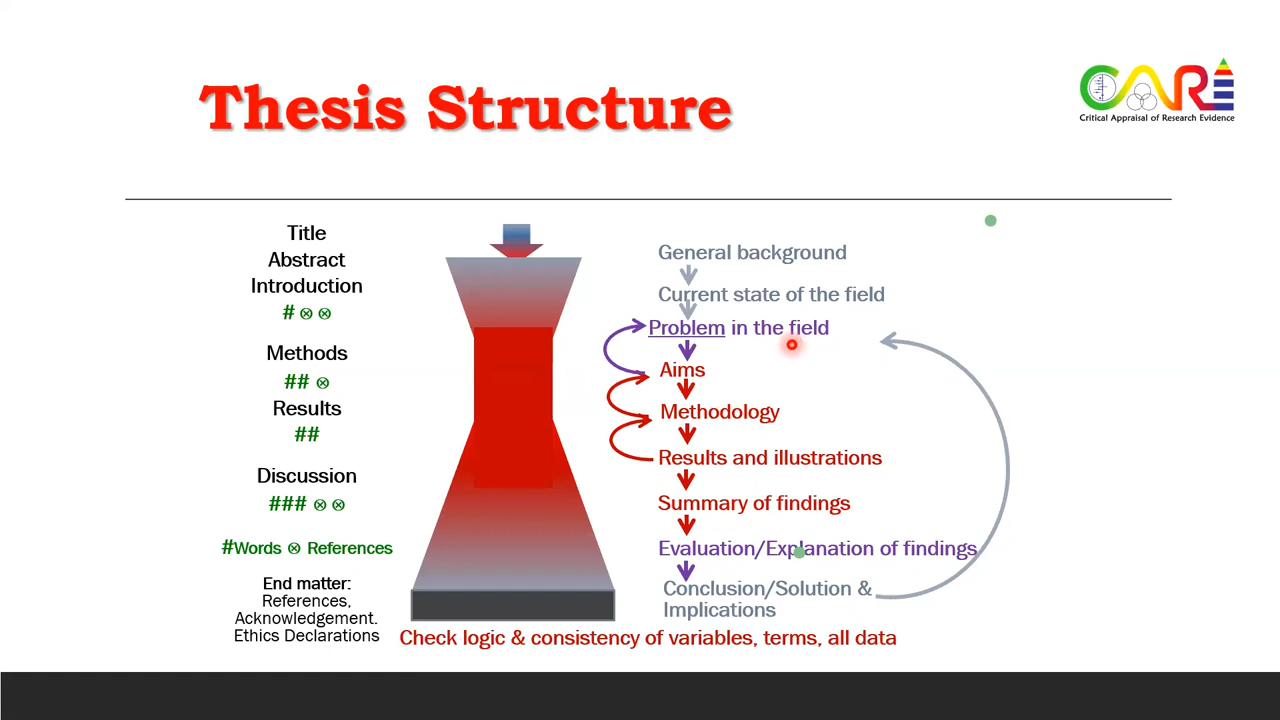 Thesis Structure
CARE
Critical Appraisal of Research Evidence
Title
Abstract
Introduction
# ⊗ ⊗
Methods
## ⊗
Results
##
Discussion
### ⊗ ⊗
#Words ⊗ References
End matter:
References,
Acknowledgement.
Ethics Declarations
General background
Current state of the field
Problem in the field
Aims
Methodology
Results and illustrations
Summary of findings
Evaluation/Explanation of findings
Conclusion/Solution &
Implications
Check logic & consistency of variables, terms, all data